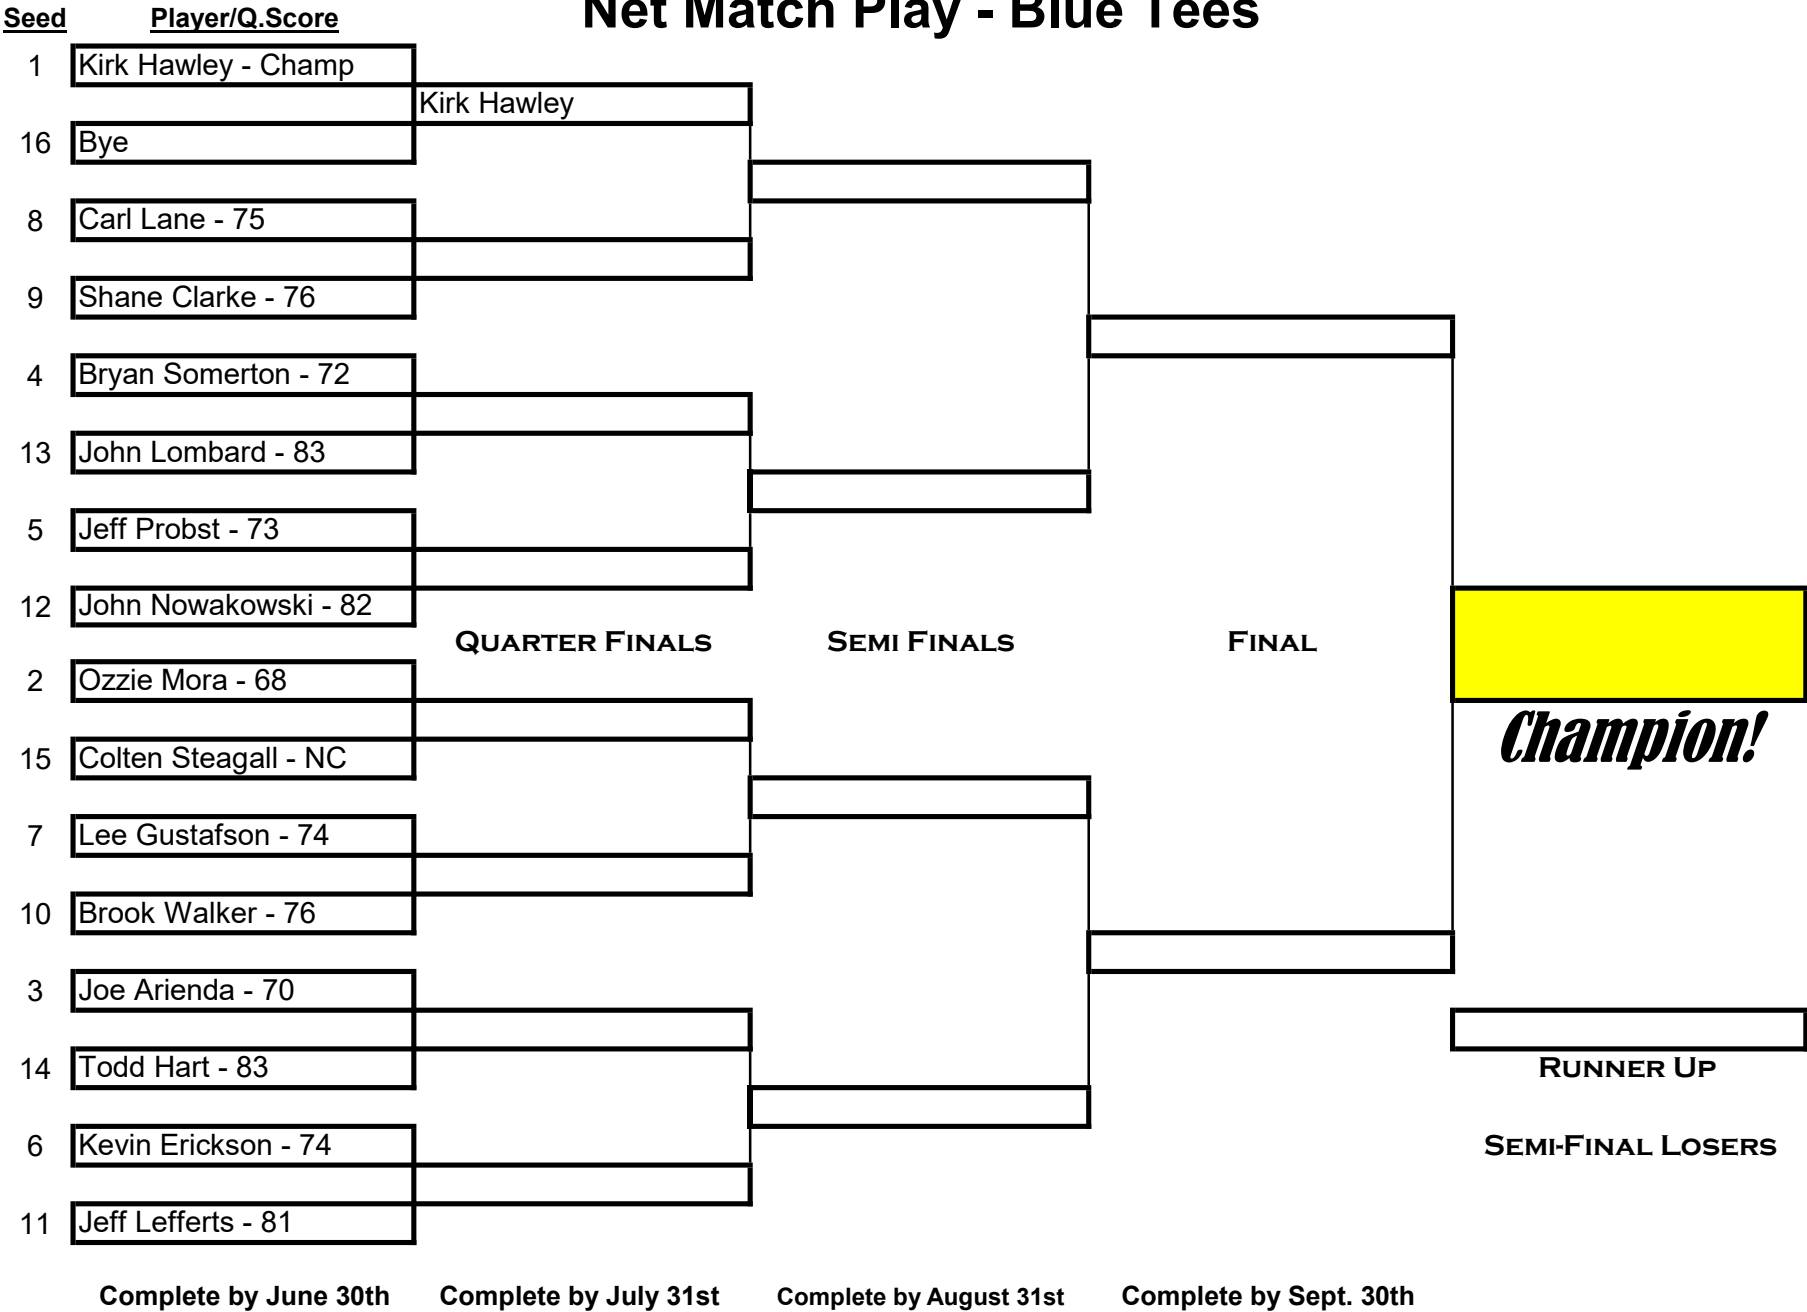 Net Match Play - Blue Tees
Seed Player/Q.Score
1 Kirk Hawley - Champ
Kirk Hawley
16 Bye
8 Carl Lane - 75
9 Shane Clarke - 76
4 Bryan Somerton - 72
13 John Lombard - 83
5 Jeff Probst - 73
12 John Nowakowski - 82
Quarter Finals Semi Finals Final
2 Ozzie Mora - 68
Champion!
15 Colten Steagall - NC
7 Lee Gustafson - 74
10 Brook Walker - 76
3 Joe Arienda - 70
14 Todd Hart - 83
Runner Up
6 Kevin Erickson - 74
Semi-Final Losers
11 Jeff Lefferts - 81
Complete by June 30th Complete by July 31st Complete by August 31st Complete by Sept. 30th